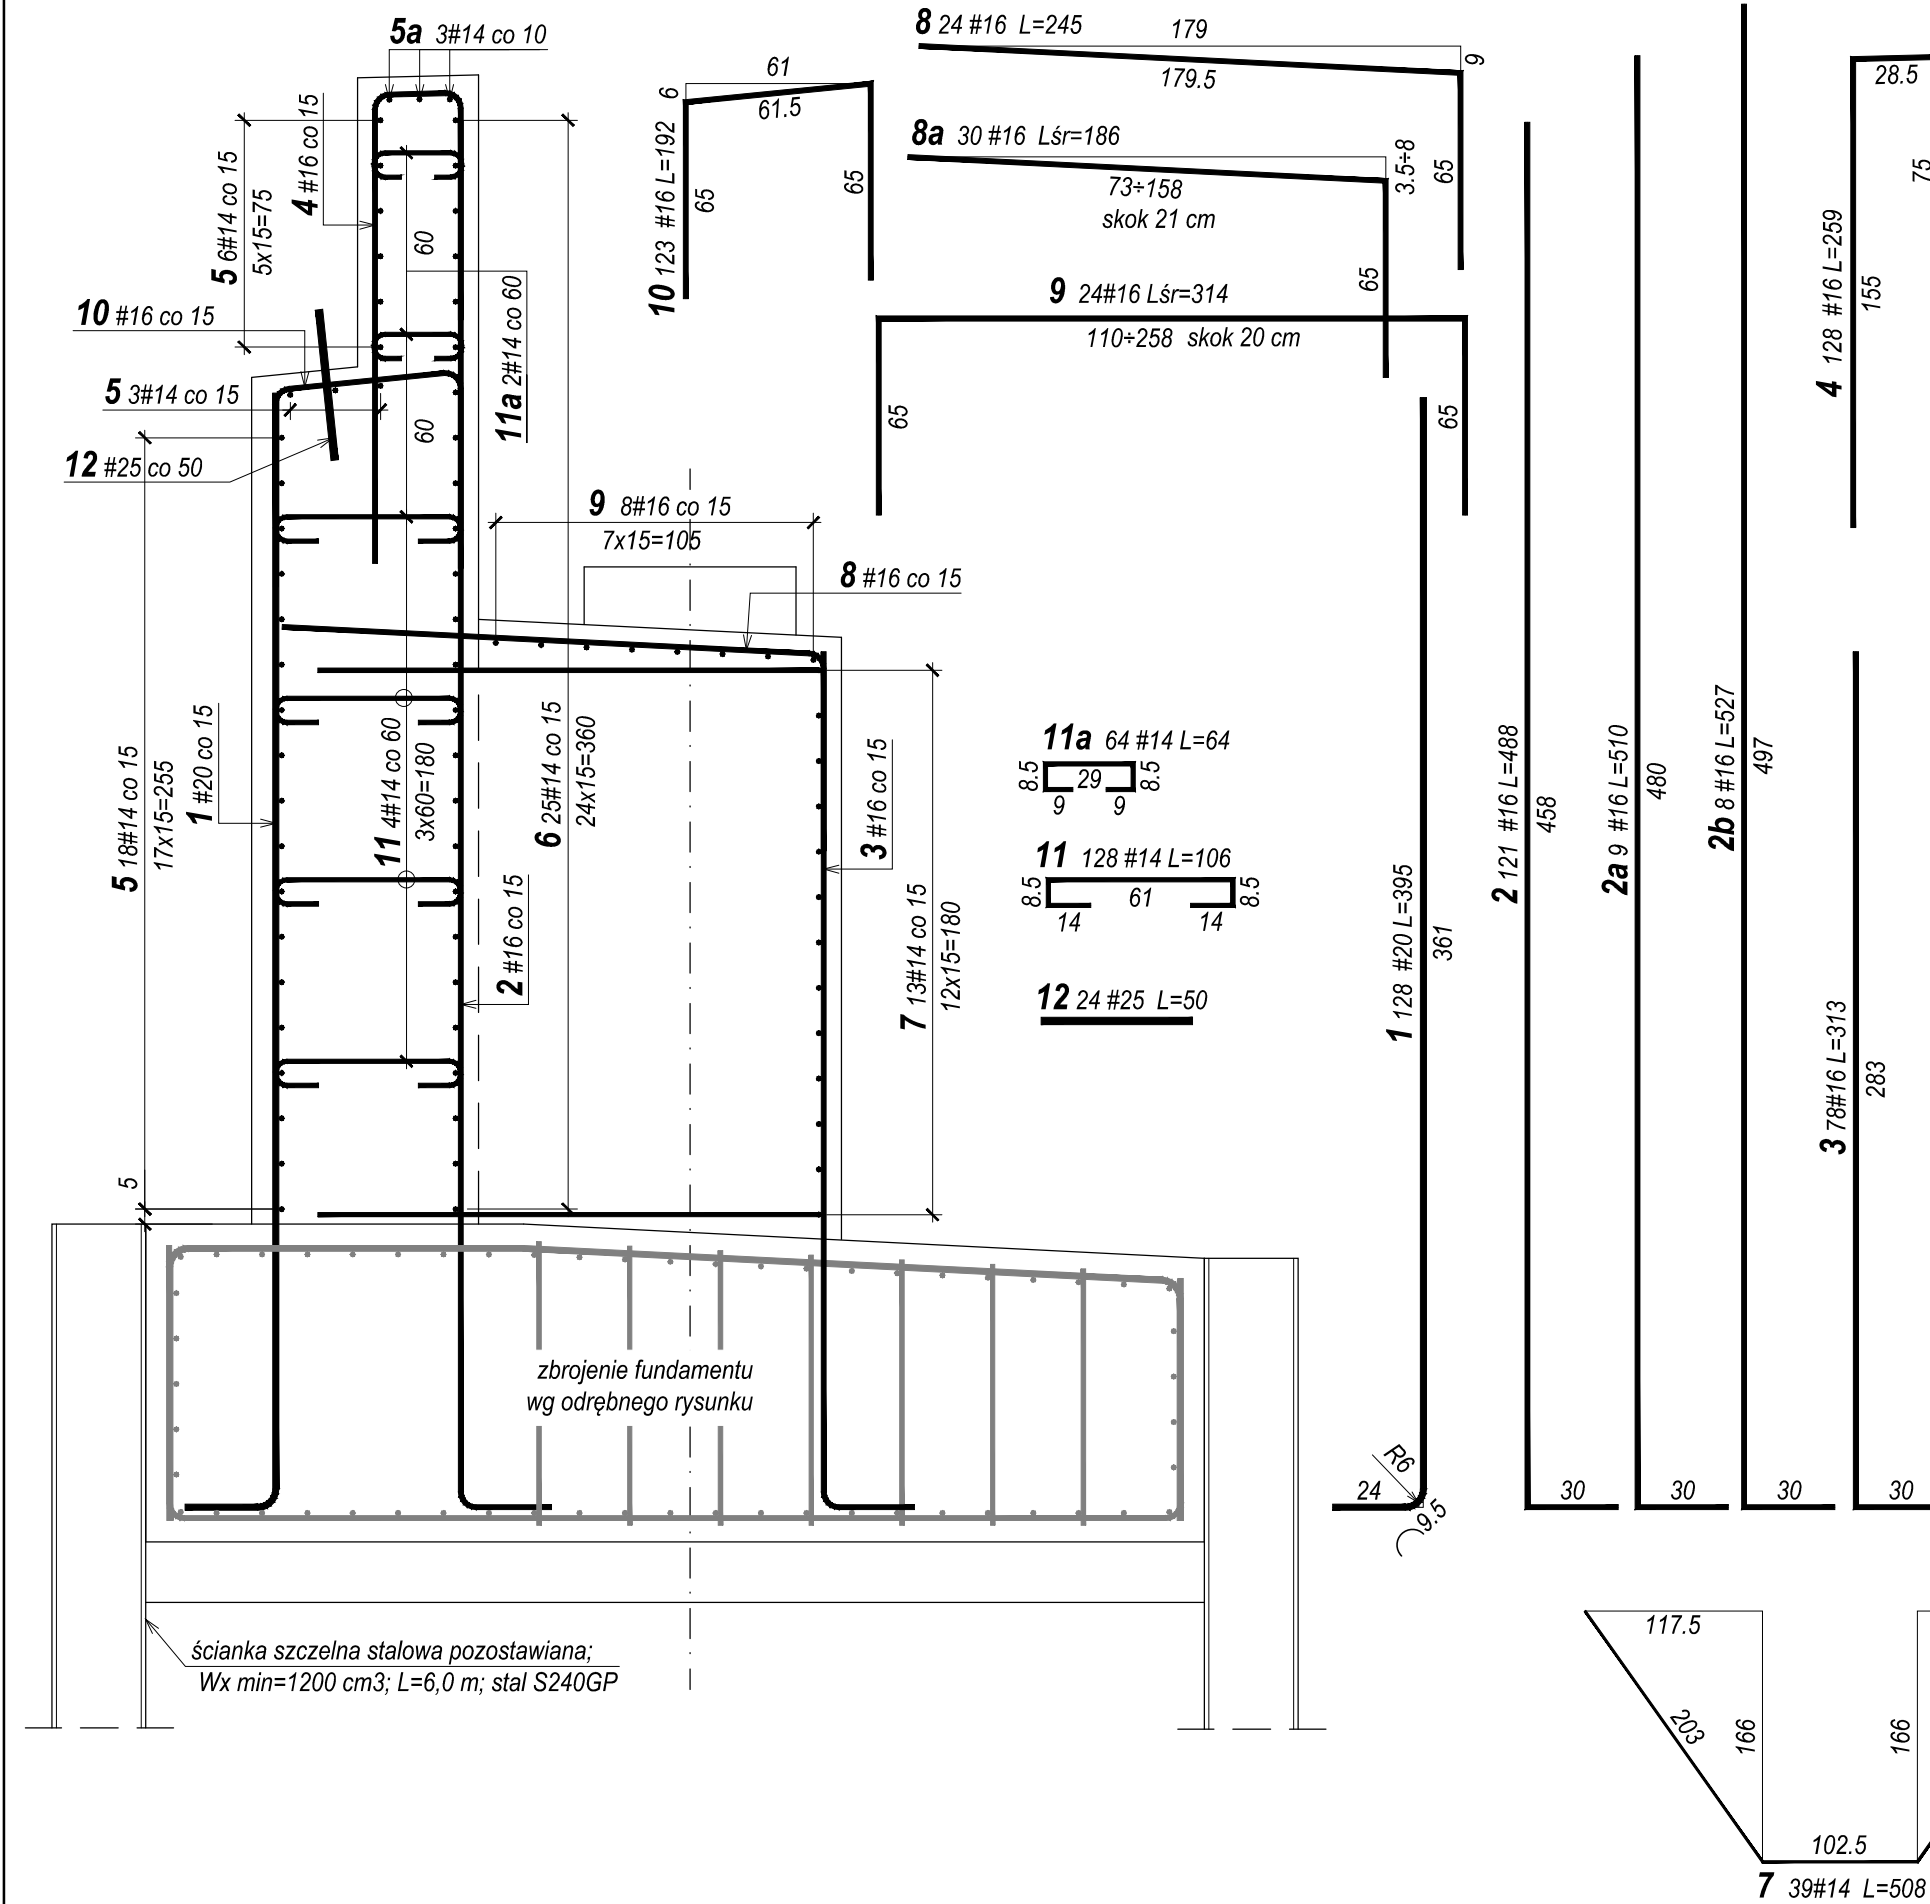 5a 3#14 co 10
4 #16 co 15
5 6#14 co 15
5x15=75
10 #16 co 15
5 3#14 co 15
12 #25 co 50
60
60
11a 2#14 co 60
9 8#16 co 15
7x15=105
8 #16 co 15
5 18#14 co 15
17x15=255
1 #20 co 15
11 4#14 co 60
3x60=180
6 25#14 co 15
24x15=360
2 #16 co 15
3 #16 co 15
7 13#14 co 15
12x15=180
5
zbrojenie fundamentu
wg odrębnego rysunku
ścianka szczelna stalowa pozostawiana;
Wx min=1200 cm3; L=6,0 m; stal S240GP
61
6
61.5
10 123 #16 L=192
65
65
8 24 #16 L=245
179
179.5
9
65
8a 30 #16 Lśr=186
73÷158
skok 21 cm
3.5÷8
65
9 24#16 Lśr=314
110÷258 skok 20 cm
65
65
11a 64 #14 L=64
8.5
29
8.5
9
9
11 128 #14 L=106
8.5
61
8.5
14
14
12 24 #25 L=50
1 128 #20 L=395
361
24
R6
9.5
2 121 #16 L=488
458
30
2a 9 #16 L=510
480
30
2b 8 #16 L=527
497
30
28.5
75
4 128 #16 L=259
155
3 78#16 L=313
283
30
117.5
203
166
166
102.5
7 39#14 L=508